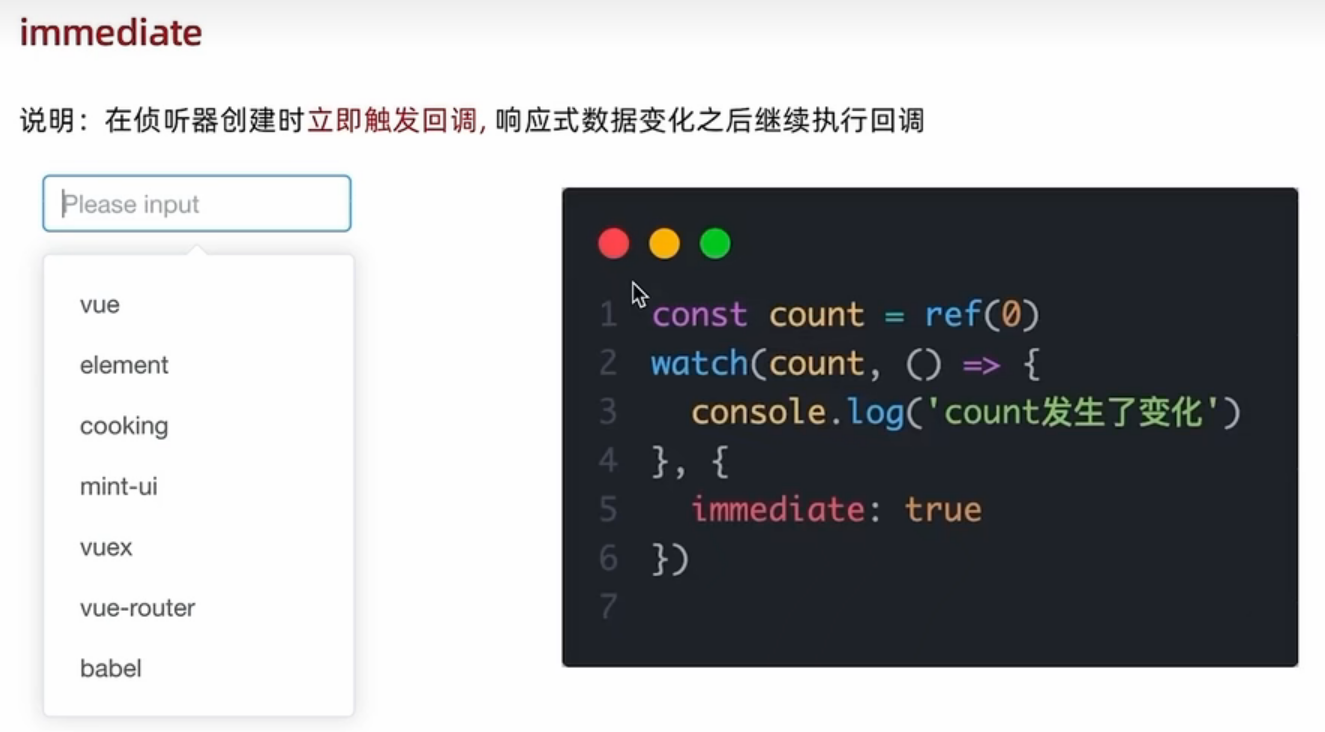 immediate
说明：在侦听器创建时立即触发回调, 响应式数据变化之后继续执行回调
Please input
vue
element
cooking
mint-ui
vuex
vue-router
babel
1 const count = ref(0)
2 watch(count, () => {
3   console.log('count发生了变化')
4 }, {
5   immediate: true
6 })
7